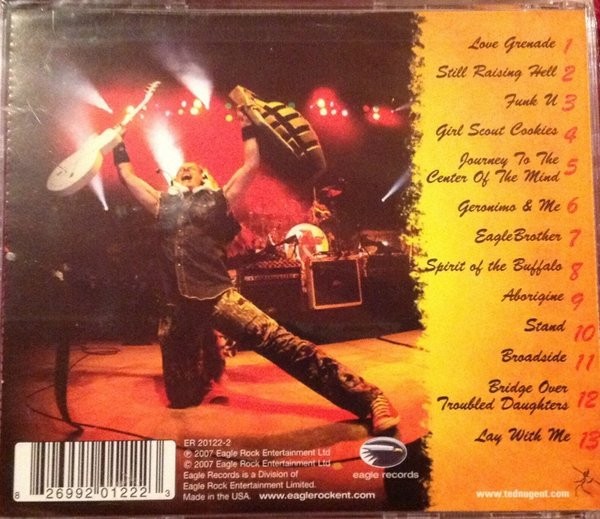 Love Grenade 1
Still Raising Hell 2
Funk U 3
Girl Scout Cookies 4
Journey To The
Center Of The Mind 5
Geronimo & Me 6
EagleBrother 7
Spirit of the Buffalo 8
Aborigine 9
Stand 10
Broadside 11
Bridge Over
Troubled Daughters 12
Lay With Me 13
ER 20122-2
℗ 2007 Eagle Rock Entertainment Ltd
© 2007 Eagle Rock Entertainment Ltd
Eagle Records is a Division of
Eagle Rock Entertainment Limited.
Made in the USA. www.eaglerockent.com
eagle records
www.tednugent.com
8 26992 01222 3